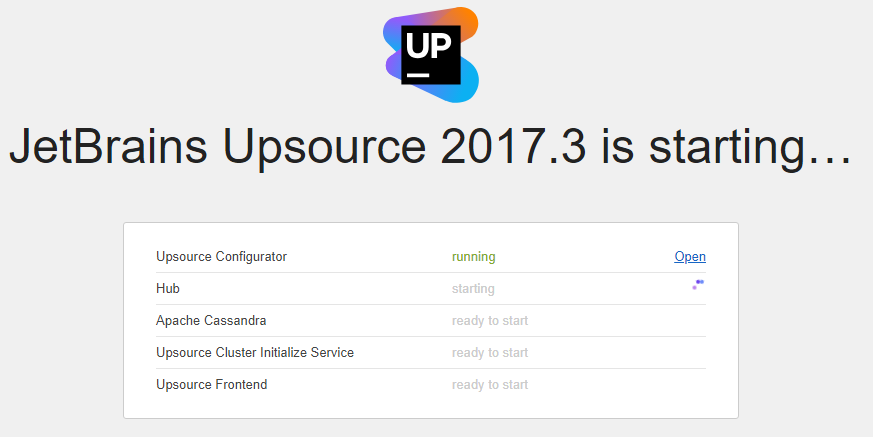 UP
JetBrains Upsource 2017.3 is starting…
Upsource Configurator running Open
Hub starting
Apache Cassandra ready to start
Upsource Cluster Initialize Service ready to start
Upsource Frontend ready to start